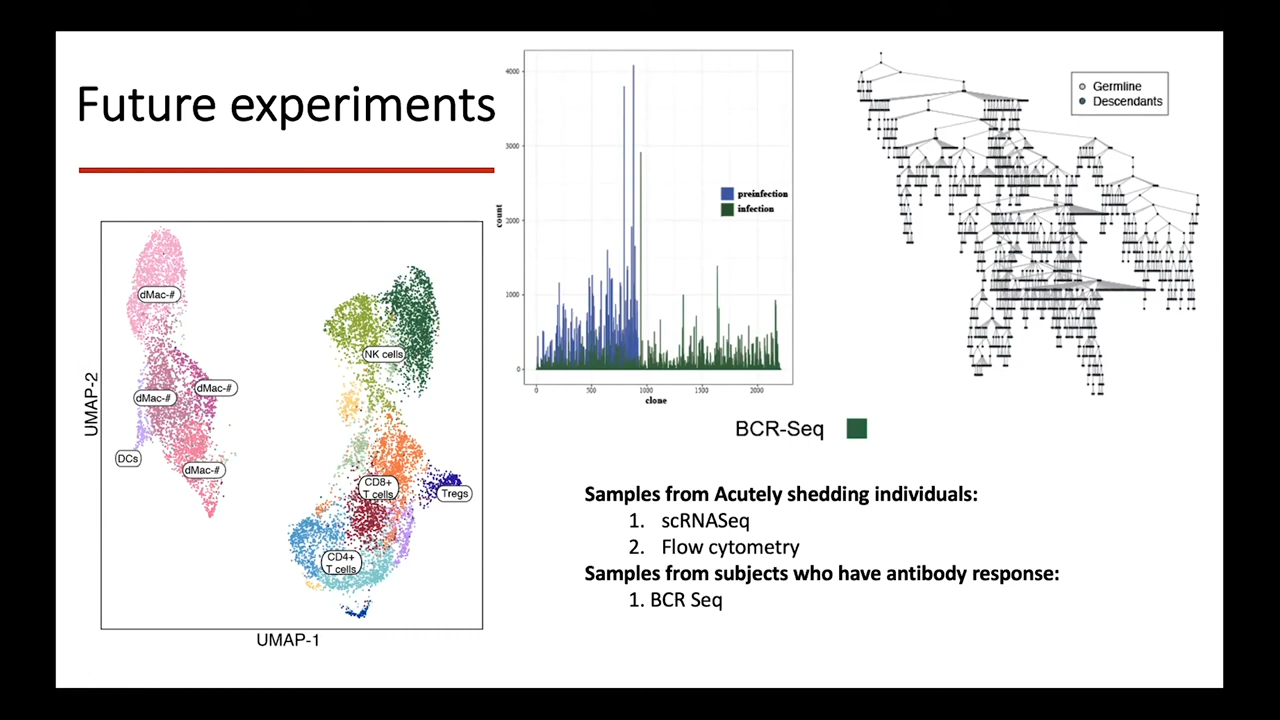 Future experiments
dMac-#
dMac-#
dMac-#
DCs
dMac-#
NK cells
CD8+
T cells
Tregs
CD4+
T cells
UMAP-2
UMAP-1
4000
3000
2000
1000
0
count
preinfection
infection
0
500
1000
1500
2000
clone
Germline
Descendants
BCR-Seq
Samples from Acutely shedding individuals:
1. scRNASeq
2. Flow cytometry
Samples from subjects who have antibody response:
1. BCR Seq